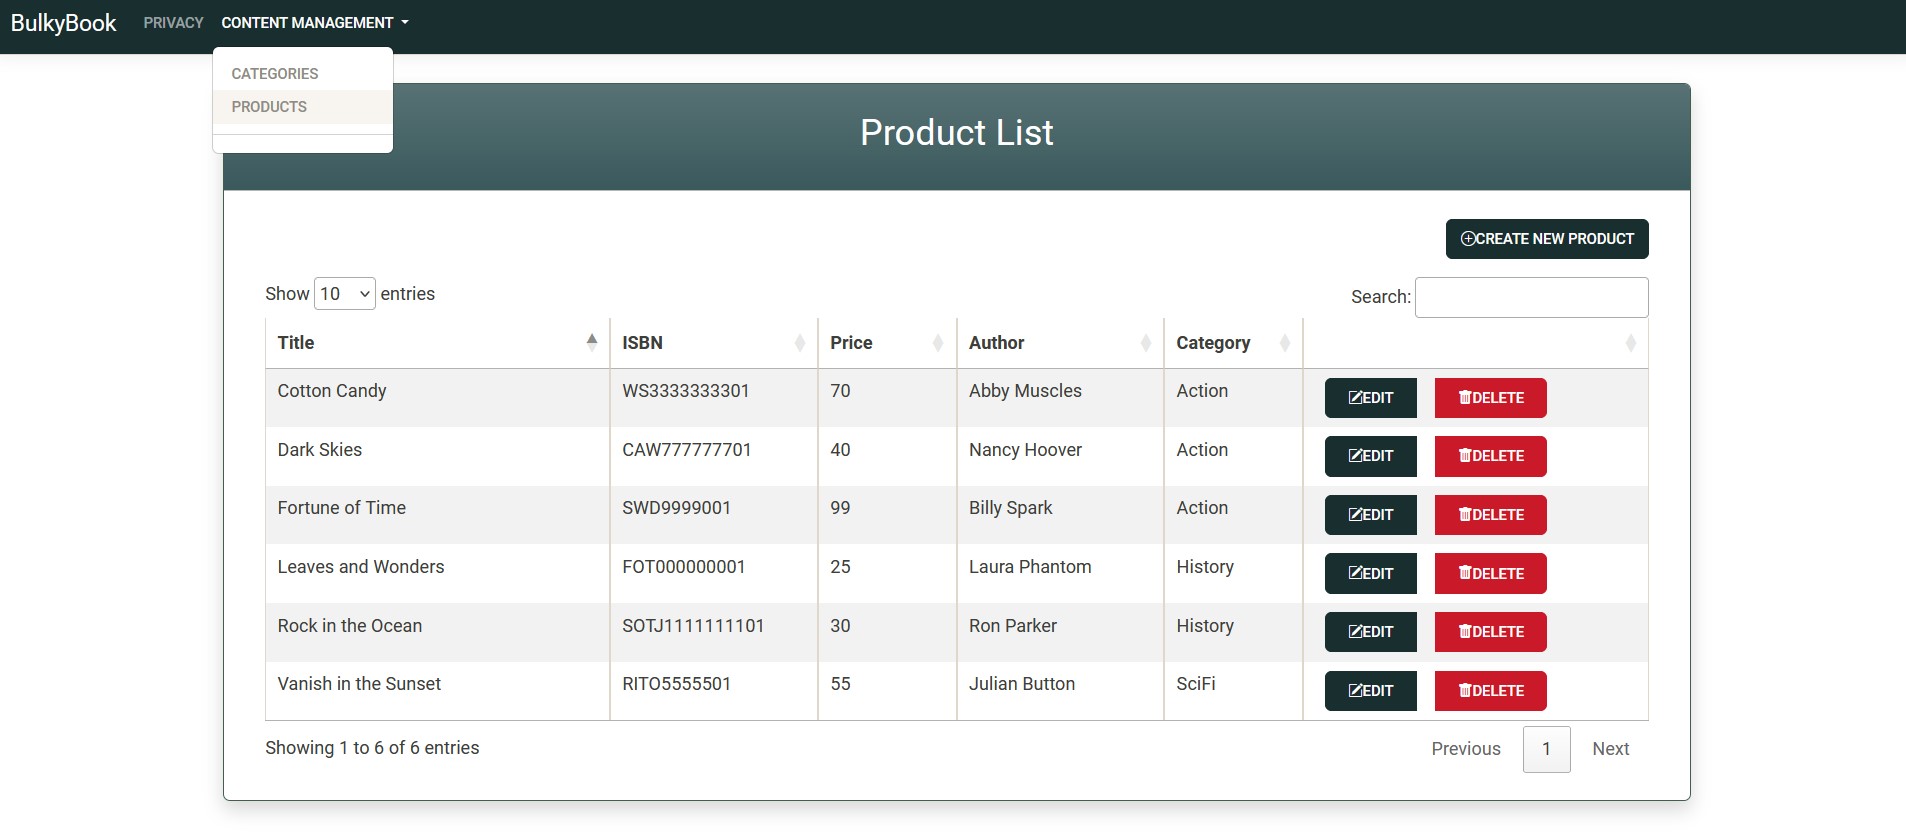 BulkyBook PRIVACY CONTENT MANAGEMENT
CATEGORIES
PRODUCTS
Product List
CREATE NEW PRODUCT
Show 10 entries Search:
Title ISBN Price Author Category
Cotton Candy WS3333333301 70 Abby Muscles Action EDIT DELETE
Dark Skies CAW777777701 40 Nancy Hoover Action EDIT DELETE
Fortune of Time SWD9999001 99 Billy Spark Action EDIT DELETE
Leaves and Wonders FOT000000001 25 Laura Phantom History EDIT DELETE
Rock in the Ocean SOTJ1111111101 30 Ron Parker History EDIT DELETE
Vanish in the Sunset RITO5555501 55 Julian Button SciFi EDIT DELETE
Showing 1 to 6 of 6 entries Previous 1 Next